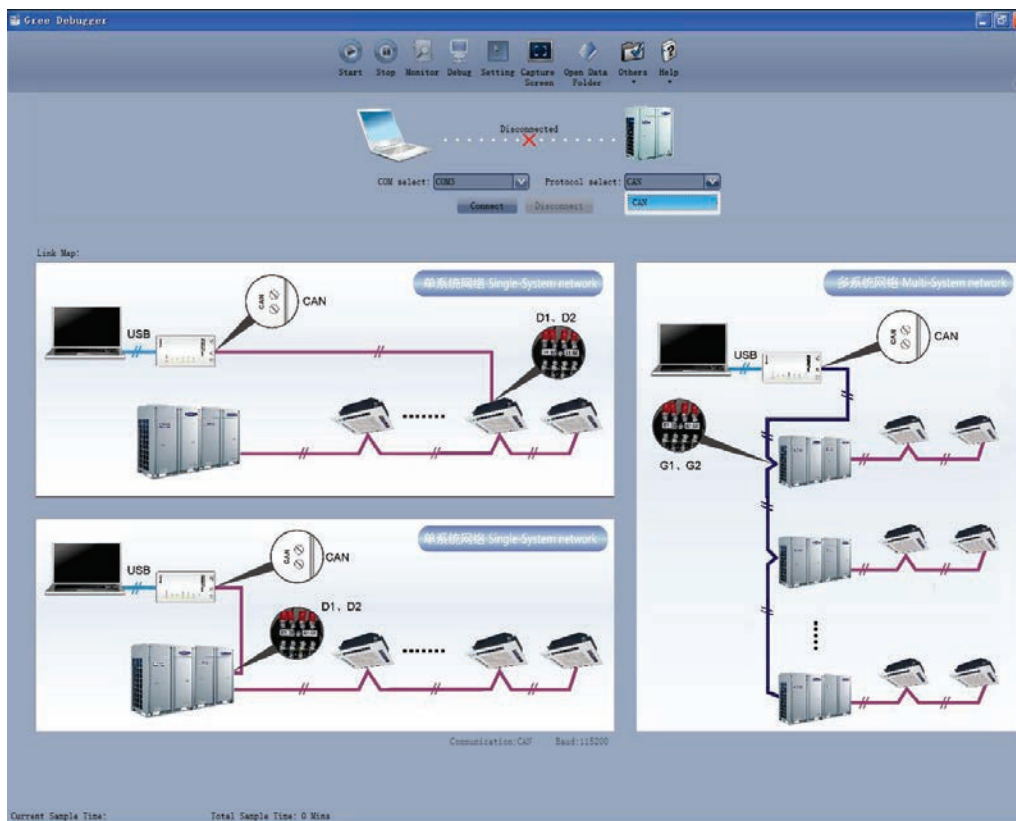 Gree Debugger
Start Stop Monitor Debug Setting Capture Screen Open Data Folder Others Help
Disconnected
COM select: COM3 Protocol select: CAN
Connect Disconnect CAN
Link Map:
单系统网络 Single-System network
CAN
CAN
USB
D1、D2
多系统网络 Multi-System network
CAN
CAN
USB
G1、G2
单系统网络 Single-System network
CAN
CAN
USB
D1、D2
Communication:CAN Baud:115200
Current Sample Time: Total Sample Time: 0 Mins